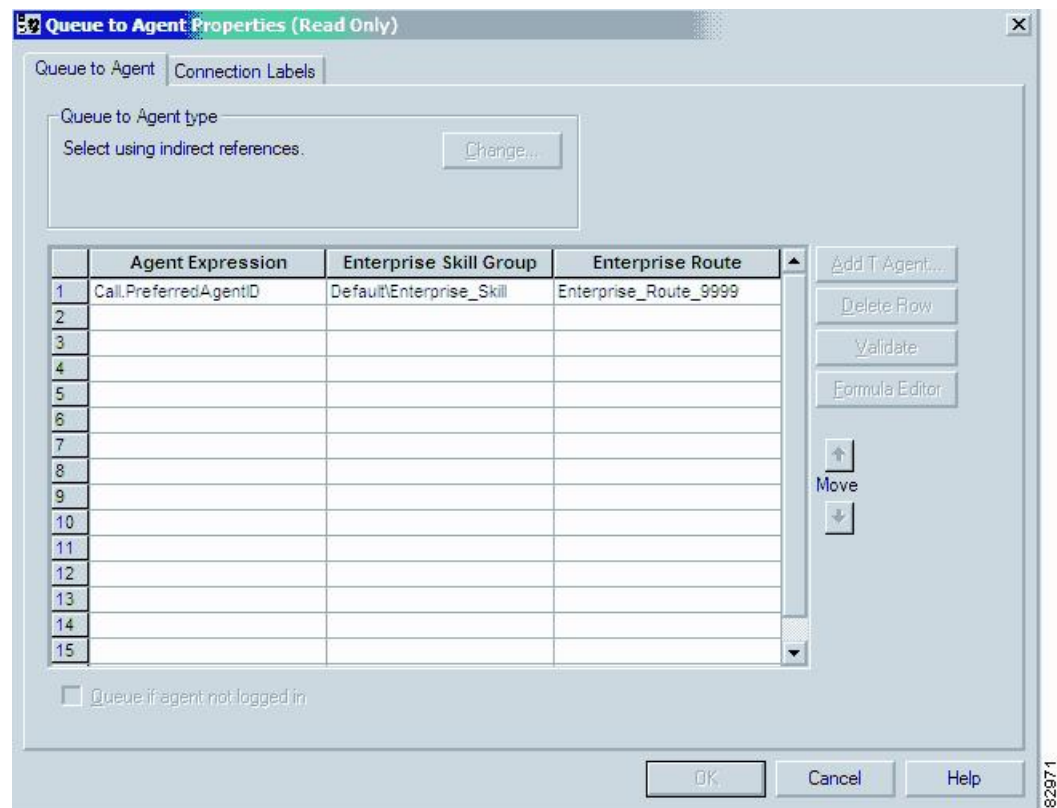 Queue to Agent Properties (Read Only)
Queue to Agent
Connection Labels
Queue to Agent type
Select using indirect references.
Change...
Agent Expression Enterprise Skill Group Enterprise Route
1 Call.PreferredAgentID Default\Enterprise_Skill Enterprise_Route_9999
2
3
4
5
6
7
8
9
10
11
12
13
14
15
Add T Agent...
Delete Row
Validate
Formula Editor
Move
Queue if agent not logged in
OK Cancel Help
82971